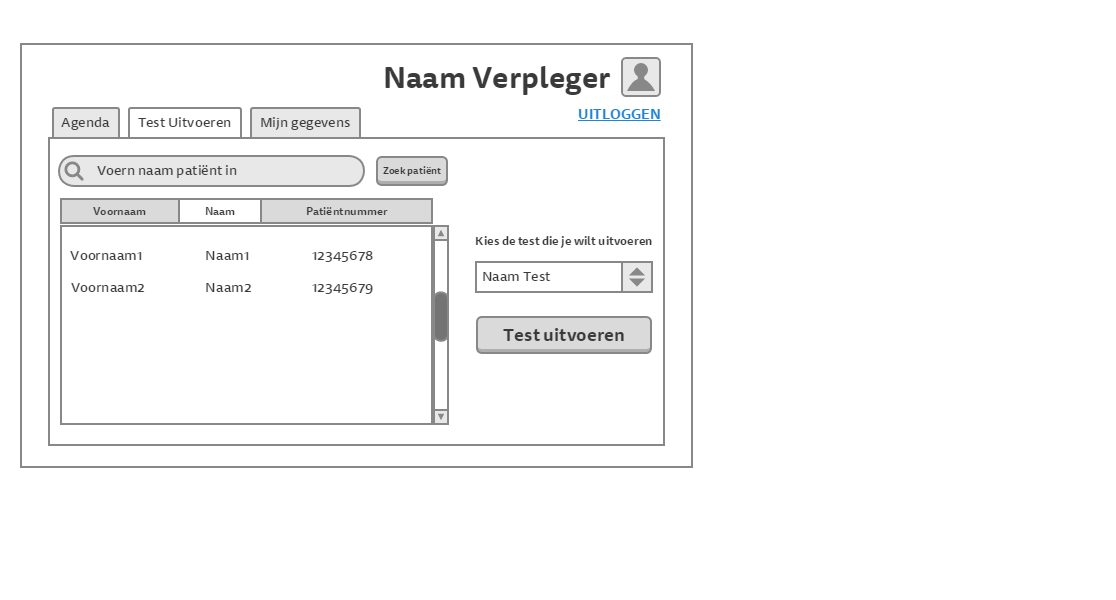 Naam Verpleger
UITLOGGEN
Agenda Test Uitvoeren Mijn gegevens
Voern naam patiënt in Zoek patiënt
Voornaam Naam Patiëntnummer
Voornaam1 Naam1 12345678
Voornaam2 Naam2 12345679
Kies de test die je wilt uitvoeren
Naam Test
Test uitvoeren